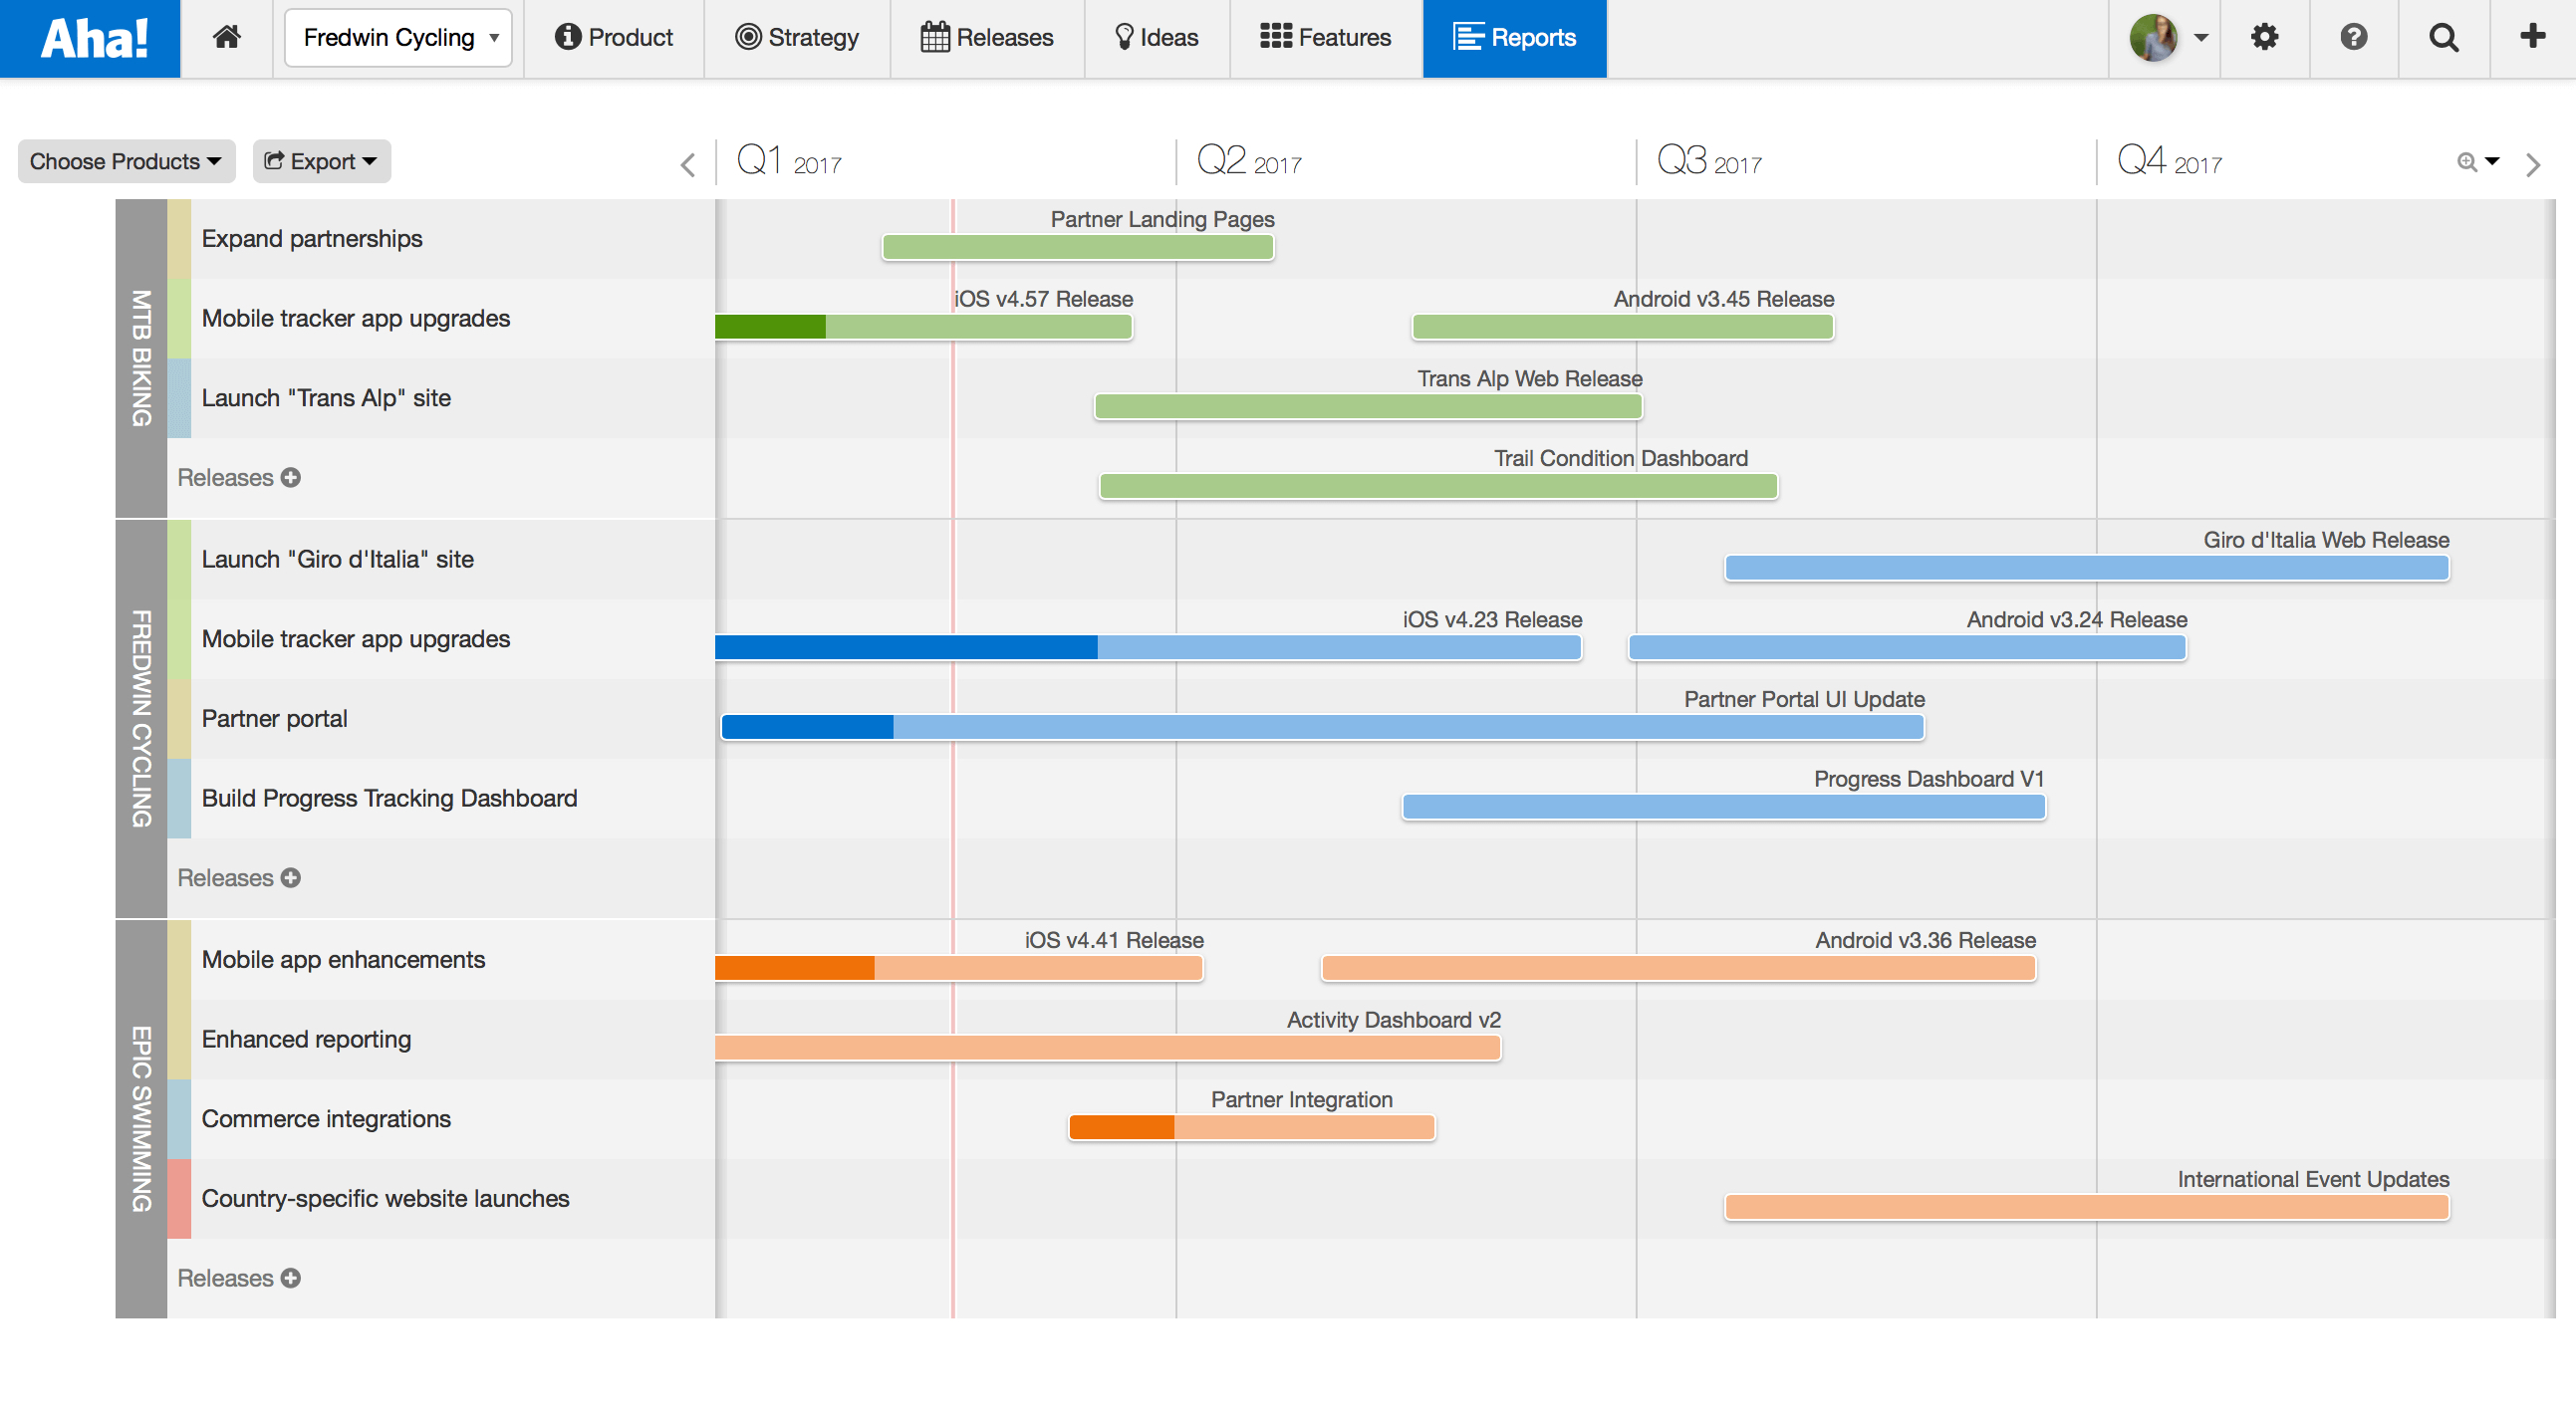 Aha!
Fredwin Cycling
Product
Strategy
Releases
Ideas
Features
Reports
Choose Products
Export
Q1 2017
Q2 2017
Q3 2017
Q4 2017
MTB BIKING
Expand partnerships
Partner Landing Pages
Mobile tracker app upgrades
iOS v4.57 Release
Android v3.45 Release
Launch "Trans Alp" site
Trans Alp Web Release
Releases
Trail Condition Dashboard
FREDWIN CYCLING
Launch "Giro d'Italia" site
Giro d'Italia Web Release
Mobile tracker app upgrades
iOS v4.23 Release
Android v3.24 Release
Partner portal
Partner Portal UI Update
Build Progress Tracking Dashboard
Progress Dashboard V1
Releases
EPIC SWIMMING
Mobile app enhancements
iOS v4.41 Release
Android v3.36 Release
Enhanced reporting
Activity Dashboard v2
Commerce integrations
Partner Integration
Country-specific website launches
International Event Updates
Releases